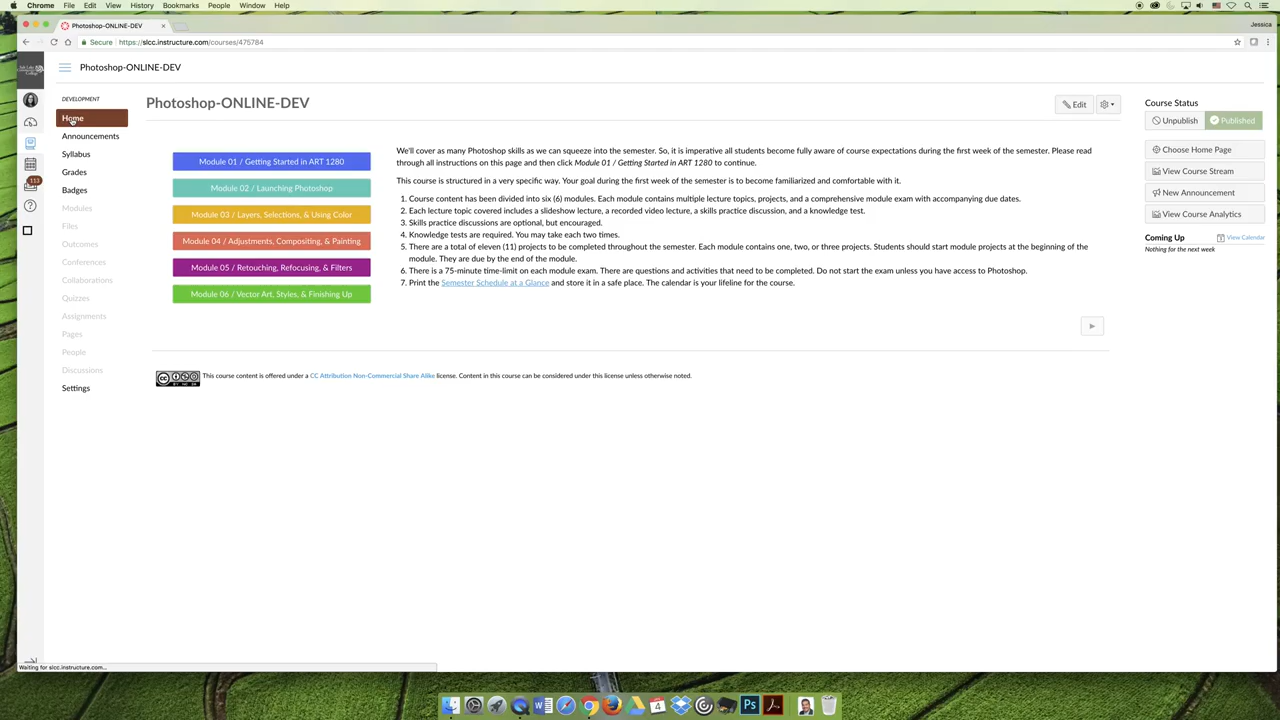 Chrome File Edit View History Bookmarks People Window Help
Photoshop-ONLINE-DEV
Jessica
Secure https://slcc.instructure.com/courses/475784
Photoshop-ONLINE-DEV
DEVELOPMENT
Home
Announcements
Syllabus
Grades
Badges
Modules
Files
Outcomes
Conferences
Collaborations
Quizzes
Assignments
Pages
People
Discussions
Settings
113
Photoshop-ONLINE-DEV
Edit
Module 01 / Getting Started in ART 1280
Module 02 / Launching Photoshop
Module 03 / Layers, Selections, & Using Color
Module 04 / Adjustments, Compositing, & Painting
Module 05 / Retouching, Refocusing, & Filters
Module 06 / Vector Art, Styles, & Finishing Up
We'll cover as many Photoshop skills as we can squeeze into the semester. So, it is imperative all students become fully aware of course expectations during the first week of the semester. Please read
through all instructions on this page and then click Module 01 / Getting Started in ART 1280 to continue.
This course is structured in a very specific way. Your goal during the first week of the semester is to become familiarized and comfortable with it.
1. Course content has been divided into six (6) modules. Each module contains multiple lecture topics, projects, and a comprehensive module exam with accompanying due dates.
2. Each lecture topic covered includes a slideshow lecture, a recorded video lecture, a skills practice discussion, and a knowledge test.
3. Skills practice discussions are optional, but encouraged.
4. Knowledge tests are required. You may take each two times.
5. There are a total of eleven (11) projects to be completed throughout the semester. Each module contains one, two, or three projects. Students should start module projects at the beginning of the
module. They are due by the end of the module.
6. There is a 75-minute time-limit on each module exam. There are questions and activities that need to be completed. Do not start the exam unless you have access to Photoshop.
7. Print the Semester Schedule at a Glance and store it in a safe place. The calendar is your lifeline for the course.
This course content is offered under a CC Attribution Non-Commercial Share Alike license. Content in this course can be considered under this license unless otherwise noted.
Course Status
Unpublish Published
Choose Home Page
View Course Stream
New Announcement
View Course Analytics
Coming Up View Calendar
Nothing for the next week
Waiting for slcc.instructure.com...
4
Ps